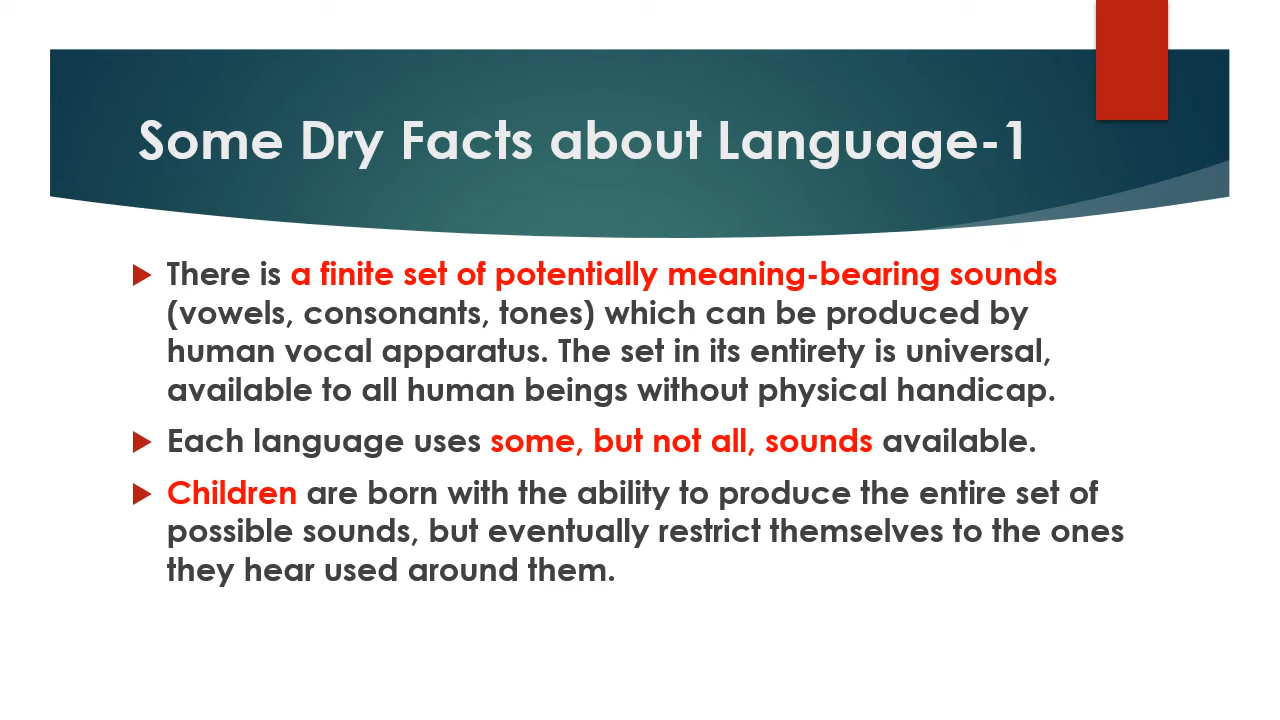 Some Dry Facts about Language-1
There is a finite set of potentially meaning-bearing sounds
(vowels, consonants, tones) which can be produced by
human vocal apparatus. The set in its entirety is universal,
available to all human beings without physical handicap.
Each language uses some, but not all, sounds available.
Children are born with the ability to produce the entire set of
possible sounds, but eventually restrict themselves to the ones
they hear used around them.